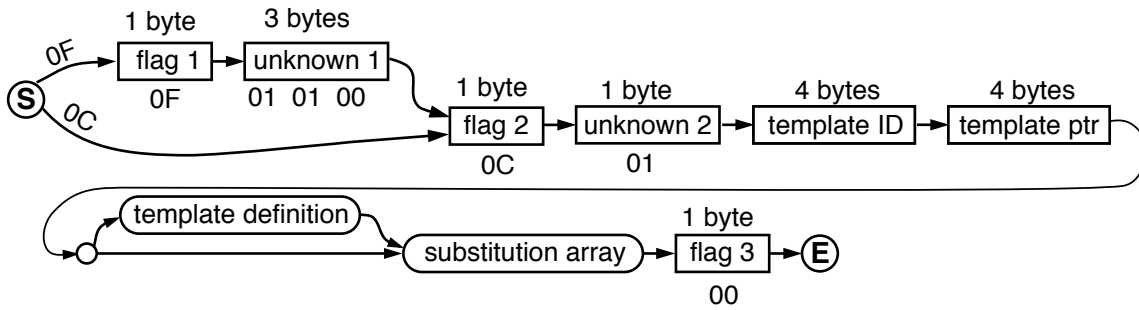 1 byte 3 bytes
0F flag 1 unknown 1
S 0F 01 01 00 1 byte 1 byte 4 bytes 4 bytes
0C flag 2 unknown 2 template ID template ptr
0C 01
template definition 1 byte
substitution array flag 3 E
00